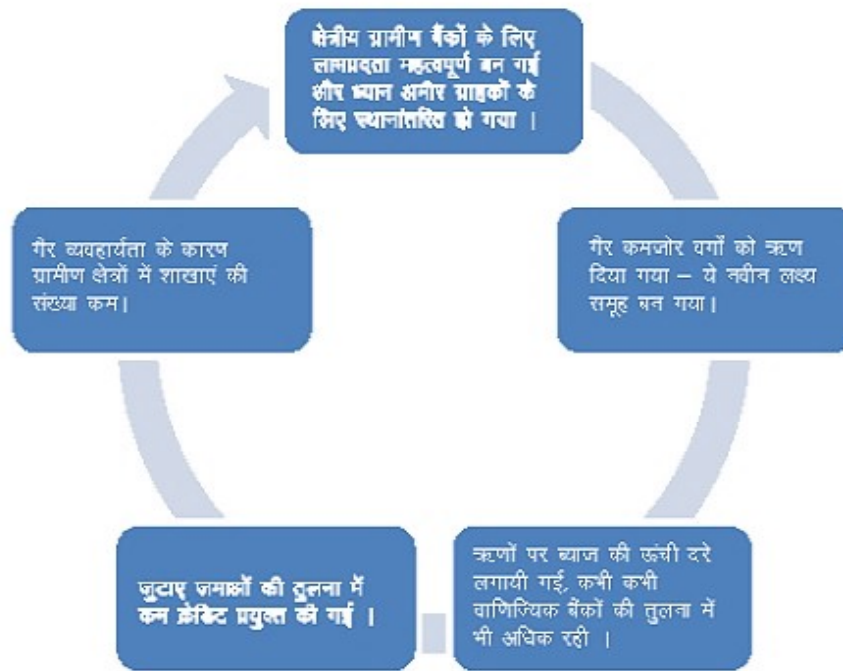 क्षेत्रीय ग्रामीण बैंकों के लिए
लाभप्रदता महत्वपूर्ण बन गई
और ध्यान अमीर ग्राहकों के
लिए स्थानांतरित हो गया ।
गैर कमजोर वर्गों को ऋण
दिया गया – ये नवीन लक्ष्य
समूह बन गया।
ऋणों पर ब्याज की ऊंची दरे
लगायी गई, कभी कभी
वाणिज्यिक बैंकों की तुलना में
भी अधिक रही ।
जुटाए जमाओं की तुलना में
कम क्रेडिट प्रयुक्त की गई ।
गैर व्यवहार्यता के कारण
ग्रामीण क्षेत्रों में शाखाएं की
संख्या कम।